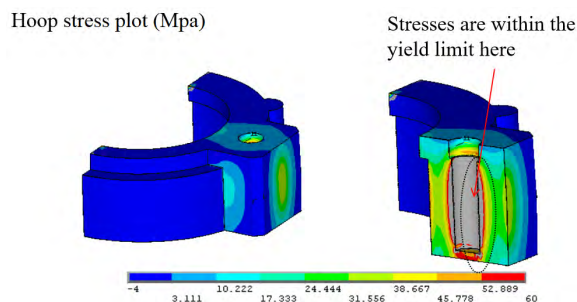 Hoop stress plot (Mpa)
Stresses are within the
yield limit here
-4 10.222 24.444 38.667 52.889
3.111 17.333 31.556 45.778 60